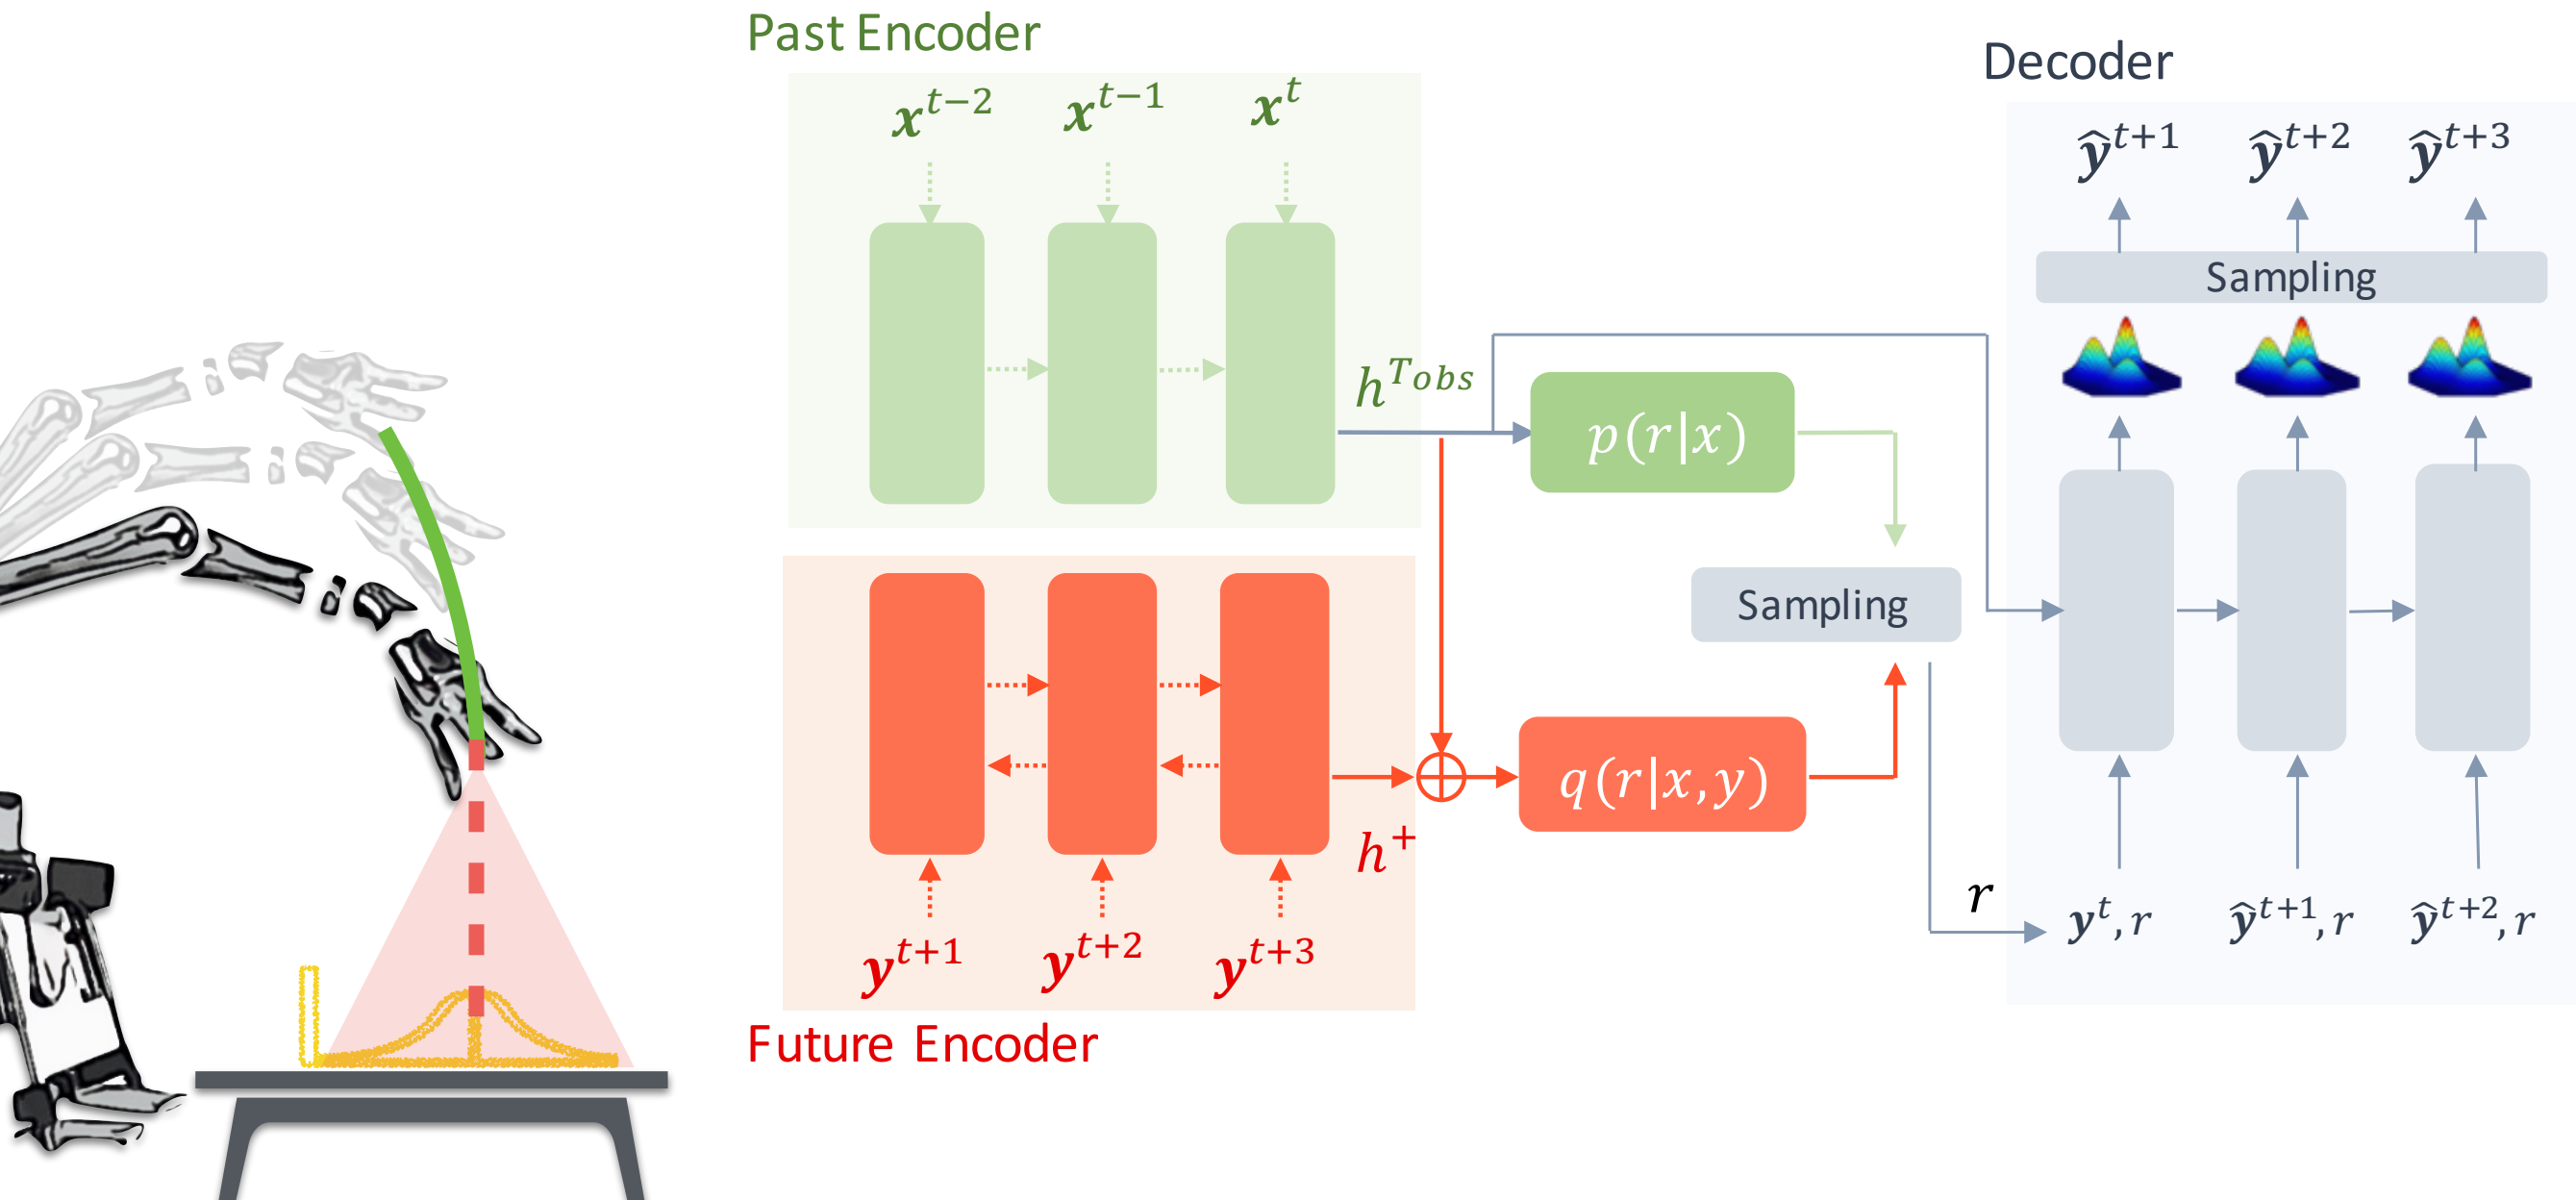 Past Encoder
x^{t-2} x^{t-1} x^{t}
h^{T_{obs}}
p(r|x)
Sampling
q(r|x,y)
h^{+}
y^{t+1} y^{t+2} y^{t+3}
Future Encoder
Decoder
ŷ^{t+1} ŷ^{t+2} ŷ^{t+3}
Sampling
r
y^{t}, r ŷ^{t+1}, r ŷ^{t+2}, r